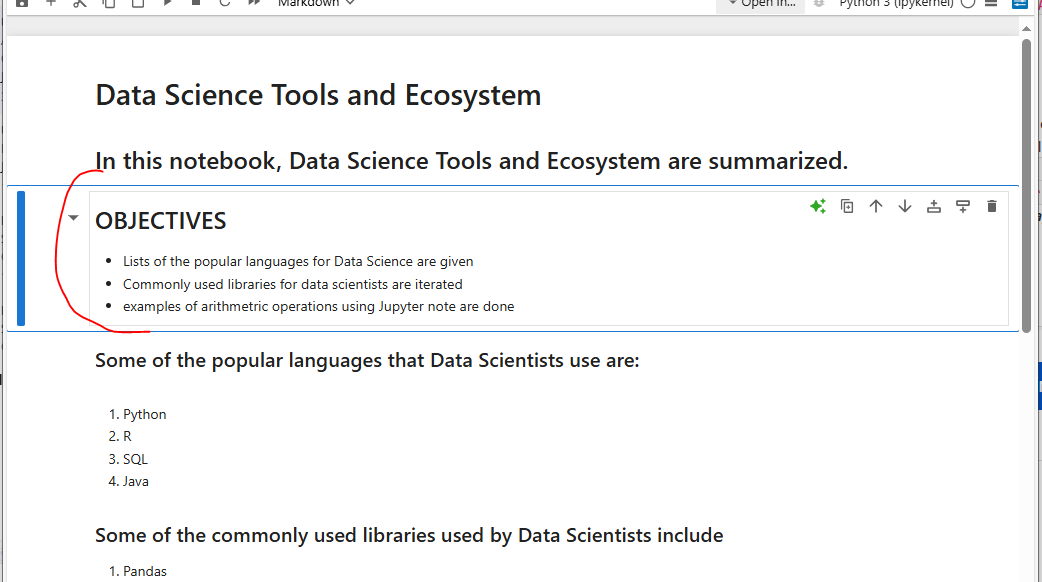 Markdown
Open in...
Python 3 (ipykernel)
Data Science Tools and Ecosystem
In this notebook, Data Science Tools and Ecosystem are summarized.
OBJECTIVES
Lists of the popular languages for Data Science are given
Commonly used libraries for data scientists are iterated
examples of arithmetric operations using Jupyter note are done
Some of the popular languages that Data Scientists use are:
1. Python
2. R
3. SQL
4. Java
Some of the commonly used libraries used by Data Scientists include
1. Pandas